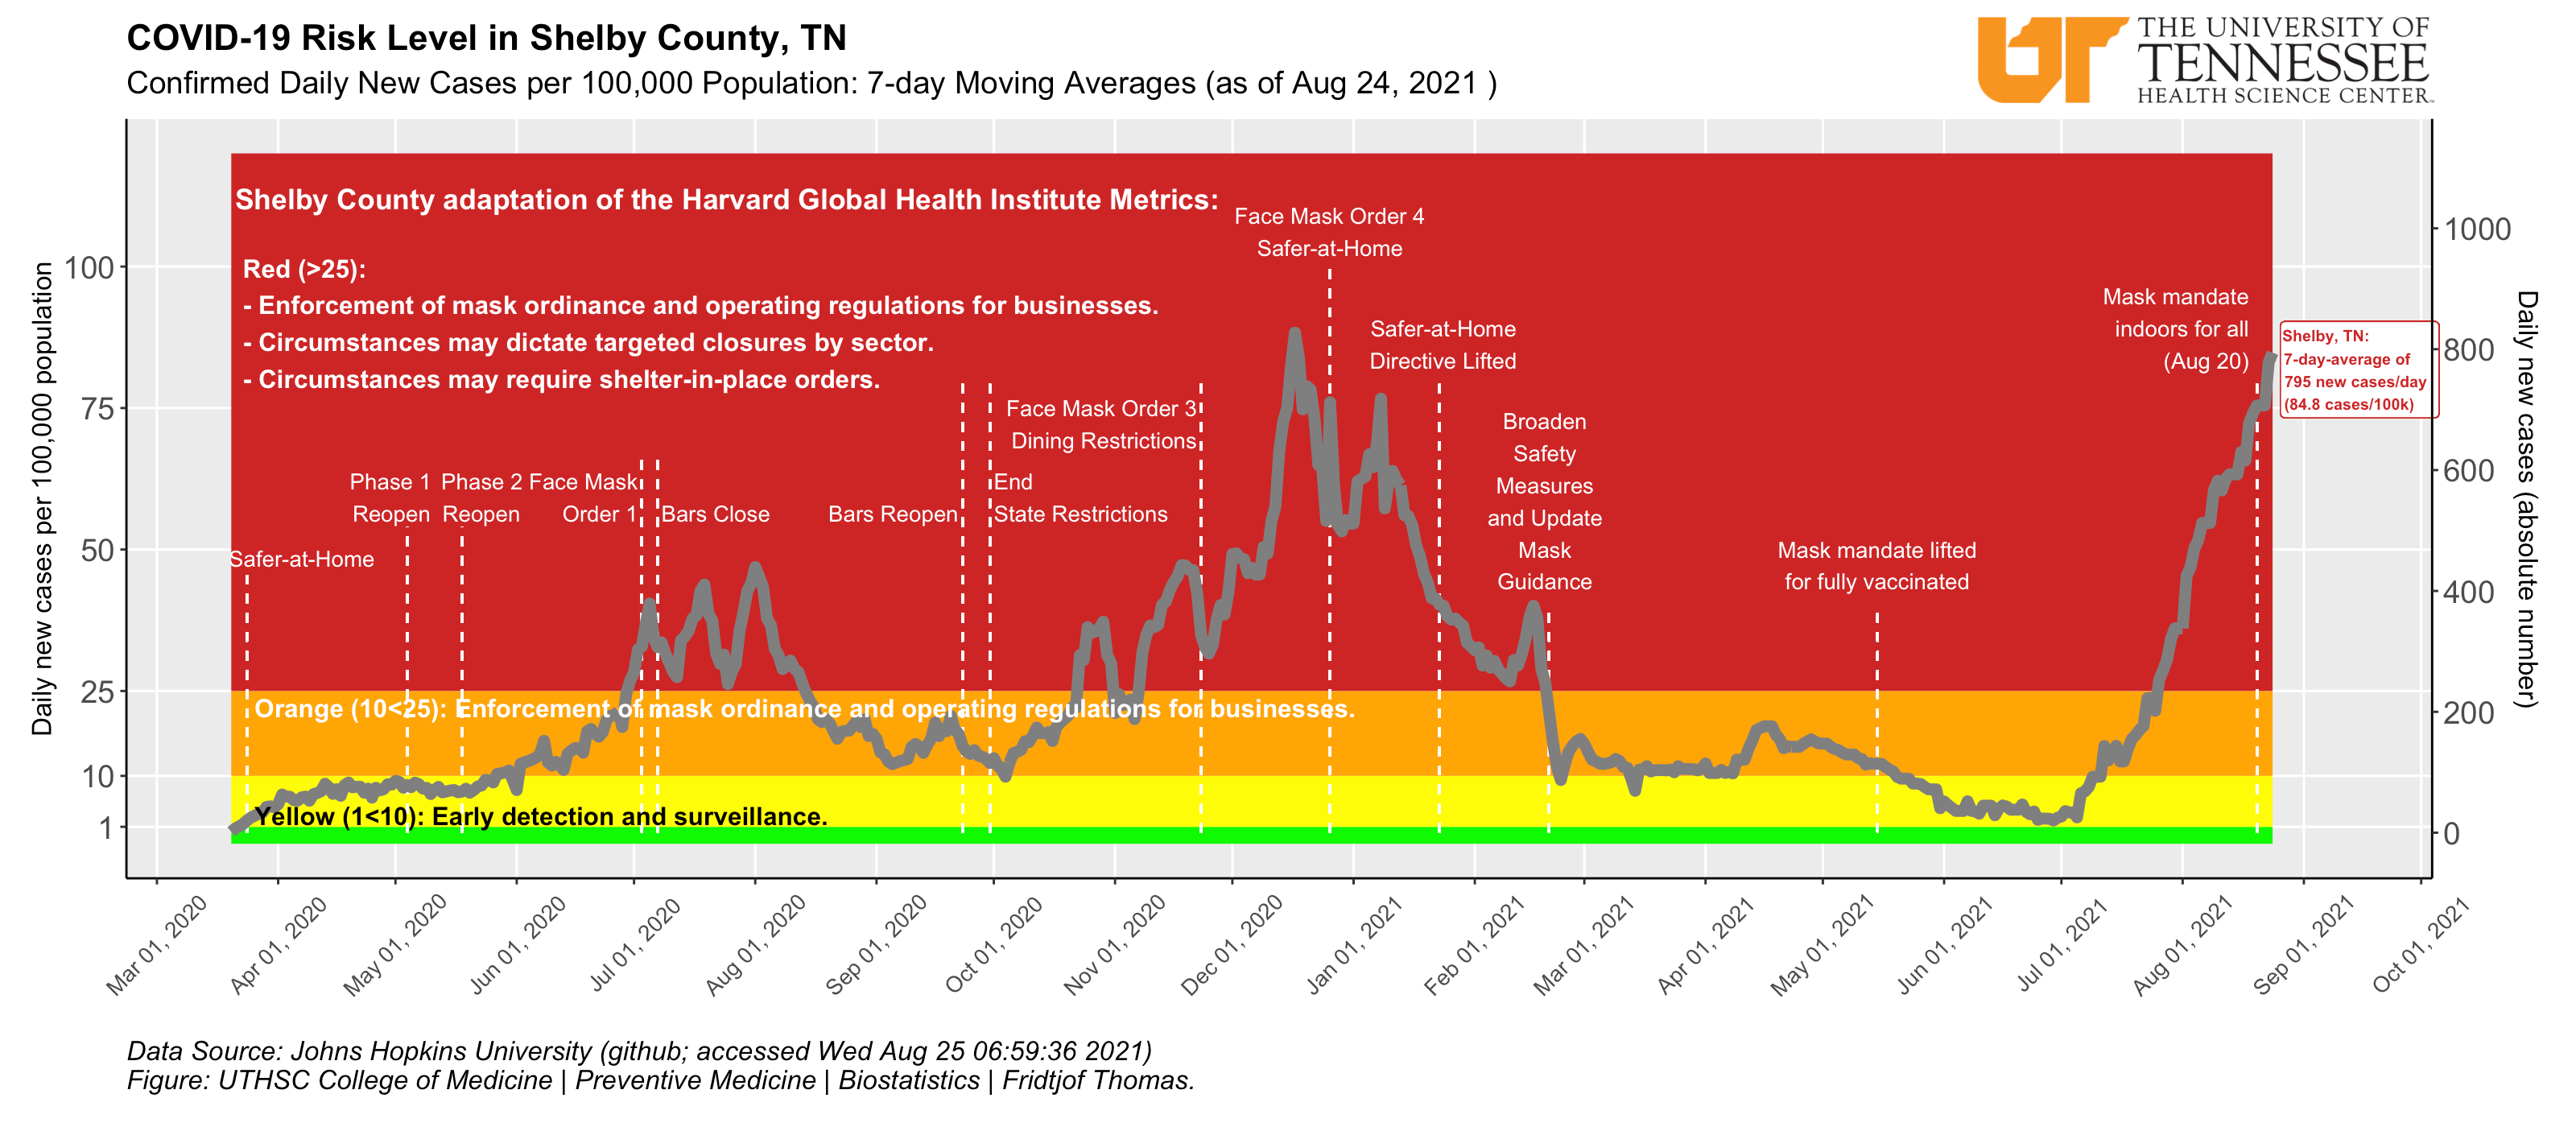 COVID-19 Risk Level in Shelby County, TN
Confirmed Daily New Cases per 100,000 Population: 7-day Moving Averages (as of Aug 24, 2021 )
THE UNIVERSITY OF
TENNESSEE
HEALTH SCIENCE CENTER™
UT
Daily new cases per 100,000 population
100
75
50
25
10
1
Shelby County adaptation of the Harvard Global Health Institute Metrics:
Red (>25):
- Enforcement of mask ordinance and operating regulations for businesses.
- Circumstances may dictate targeted closures by sector.
- Circumstances may require shelter-in-place orders.
Safer-at-Home
Phase 1
Reopen
Phase 2
Reopen
Face Mask
Order 1
Bars Close
Bars Reopen
End
State Restrictions
Face Mask Order 3
Dining Restrictions
Face Mask Order 4
Safer-at-Home
Safer-at-Home
Directive Lifted
Broaden
Safety
Measures
and Update
Mask
Guidance
Mask mandate lifted
for fully vaccinated
Mask mandate
indoors for all
(Aug 20)
Shelby, TN:
7-day-average of
795 new cases/day
(84.8 cases/100k)
Orange (10<25): Enforcement of mask ordinance and operating regulations for businesses.
Yellow (1<10): Early detection and surveillance.
1000
800
600
400
200
0
Daily new cases (absolute number)
Mar 01, 2020
Apr 01, 2020
May 01, 2020
Jun 01, 2020
Jul 01, 2020
Aug 01, 2020
Sep 01, 2020
Oct 01, 2020
Nov 01, 2020
Dec 01, 2020
Jan 01, 2021
Feb 01, 2021
Mar 01, 2021
Apr 01, 2021
May 01, 2021
Jun 01, 2021
Jul 01, 2021
Aug 01, 2021
Sep 01, 2021
Oct 01, 2021
Data Source: Johns Hopkins University (github; accessed Wed Aug 25 06:59:36 2021)
Figure: UTHSC College of Medicine | Preventive Medicine | Biostatistics | Fridtjof Thomas.